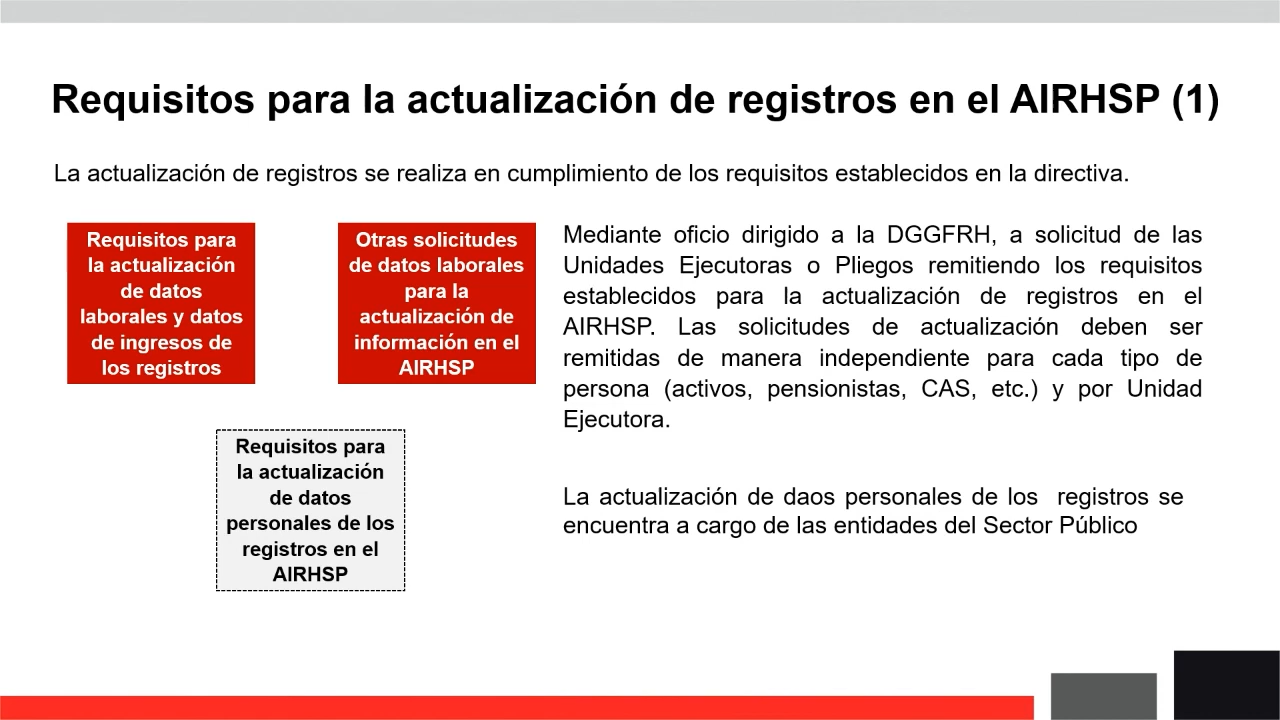 Requisitos para la actualización de registros en el AIRHSP (1)
La actualización de registros se realiza en cumplimiento de los requisitos establecidos en la directiva.
Requisitos para
la actualización
de datos
laborales y datos
de ingresos de
los registros
Otras solicitudes
de datos laborales
para la
actualización de
información en el
AIRHSP
Requisitos para
la actualización
de datos
personales de los
registros en el
AIRHSP
Mediante oficio dirigido a la DGGFRH, a solicitud de las
Unidades Ejecutoras o Pliegos remitiendo los requisitos
establecidos para la actualización de registros en el
AIRHSP. Las solicitudes de actualización deben ser
remitidas de manera independiente para cada tipo de
persona (activos, pensionistas, CAS, etc.) y por Unidad
Ejecutora.
La actualización de daos personales de los registros se
encuentra a cargo de las entidades del Sector Público